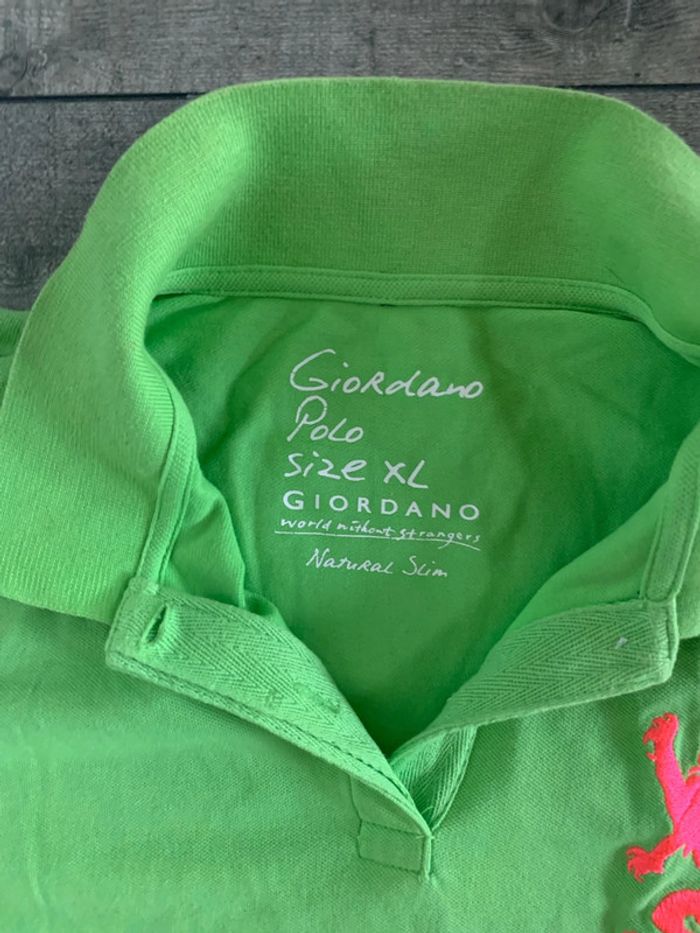 Giordano
Polo
Size XL
GIORDANO
world without strangers
Natural Slim